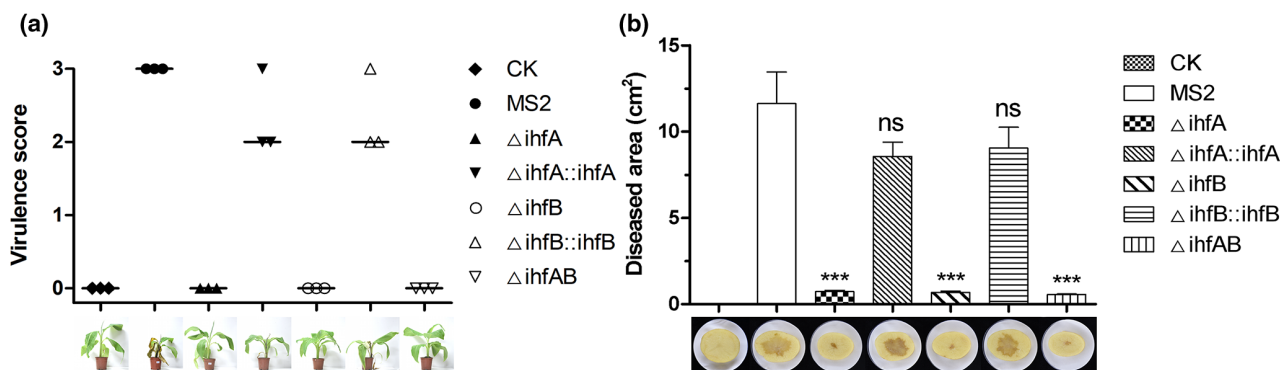 (a)
Virulence score
3
2
1
0
CK
MS2
△ihfA
△ihfA::ihfA
△ihfB
△ihfB::ihfB
△ihfAB
(b)
Diseased area (cm²)
15
10
5
0
***
ns
***
ns
***
CK
MS2
△ihfA
△ihfA::ihfA
△ihfB
△ihfB::ihfB
△ihfAB